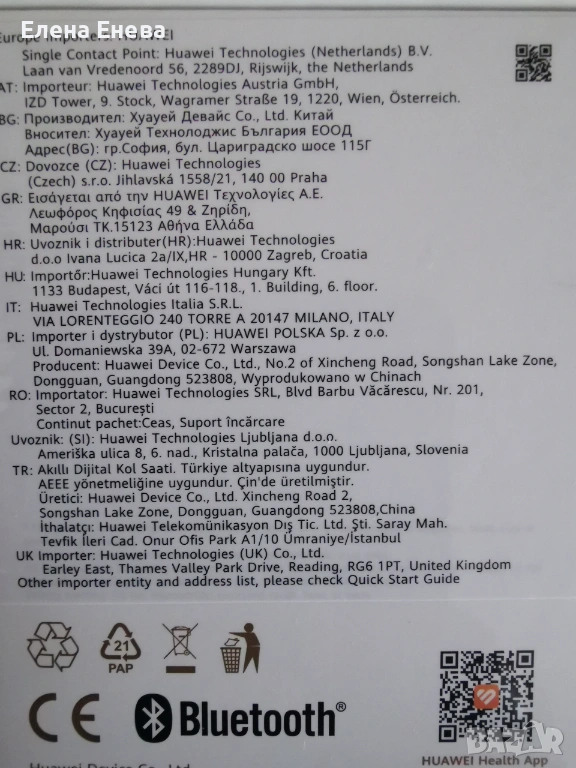 Елена Енева
Europe Importer: HUAWEI
Single Contact Point: Huawei Technologies (Netherlands) B.V.
Laan van Vredenoord 56, 2289DJ, Rijswijk, the Netherlands
AT: Importeur: Huawei Technologies Austria GmbH,
IZD Tower, 9. Stock, Wagramer Straße 19, 1220, Wien, Österreich.
BG: Производител: Хуауей Девайс Co., Ltd. Китай
Вносител: Хуауей Технолоджис България ЕООД
Адрес(BG): гр.София, бул. Цариградско шосе 115Г
CZ: Dovozce (CZ): Huawei Technologies
(Czech) s.r.o. Jihlavská 1558/21, 140 00 Praha
GR: Εισάγεται από την HUAWEI Τεχνολογίες Α.Ε.
Λεωφόρος Κηφισίας 49 & Ζηρίδη,
Μαρούσι ΤΚ.15123 Αθήνα Ελλάδα
HR: Uvoznik i distributer(HR):Huawei Technologies
d.o.o Ivana Lucica 2a/IX,HR - 10000 Zagreb, Croatia
HU: Importőr:Huawei Technologies Hungary Kft.
1133 Budapest, Váci út 116-118., 1. Building, 6. floor.
IT: Huawei Technologies Italia S.R.L.
VIA LORENTEGGIO 240 TORRE A 20147 MILANO, ITALY
PL: Importer i dystrybutor (PL): HUAWEI POLSKA Sp. z o.o.
Ul. Domaniewska 39A, 02-672 Warszawa
Producent: Huawei Device Co., Ltd., No.2 of Xincheng Road, Songshan Lake Zone,
Dongguan, Guangdong 523808, Wyprodukowano w Chinach
RO: Importator: Huawei Technologies SRL, Blvd Barbu Văcărescu, Nr. 201,
Sector 2, București
Continut pachet:Ceas, Suport încărcare
Uvoznik: (SI): Huawei Technologies Ljubljana d.o.o.
Ameriška ulica 8, 6. nad., Kristalna palača, 1000 Ljubljana, Slovenia
TR: Akıllı Dijital Kol Saati. Türkiye altyapısına uygundur.
AEEE yönetmeliğine uygundur. Çin'de üretilmiştir.
Üretici: Huawei Device Co., Ltd. Xincheng Road 2,
Songshan Lake Zone, Dongguan, Guangdong 523808,China
İthalatçı: Huawei Telekomünikasyon Dış Tic. Ltd. Şti. Saray Mah.
Tevfik İleri Cad. Onur Ofis Park A1/10 Ümraniye/İstanbul
UK Importer: Huawei Technologies (UK) Co., Ltd.
Earley East, Thames Valley Park Drive, Reading, RG6 1PT, United Kingdom
Other importer entity and address list, please check Quick Start Guide
21
PAP
CE Bluetooth®
HUAWEI Health App
Huawei Device Co., Ltd.
bazar